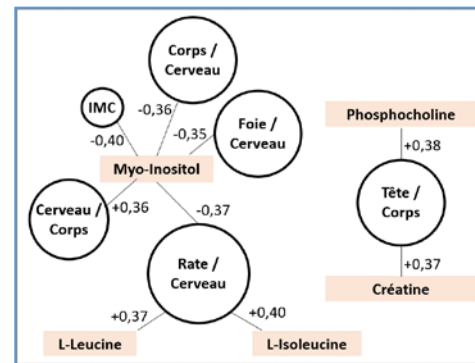 Corps /
Cerveau
IMC
-0,36
-0,40
-0,35
Foie /
Cerveau
Myo-Inositol
Cerveau /
Corps
+0,36
-0,37
Rate /
Cerveau
+0,37
+0,40
L-Leucine
L-Isoleucine
Phosphocholine
+0,38
Tête /
Corps
+0,37
Créatine